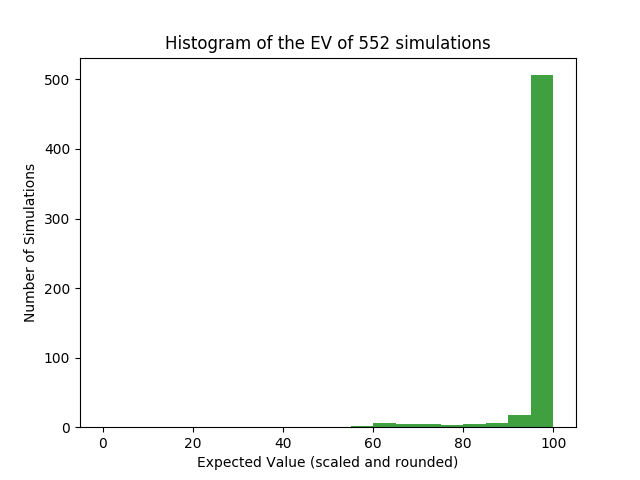 Histogram of the EV of 552 simulations
500
400
300
200
100
0
Number of Simulations
0 20 40 60 80 100
Expected Value (scaled and rounded)